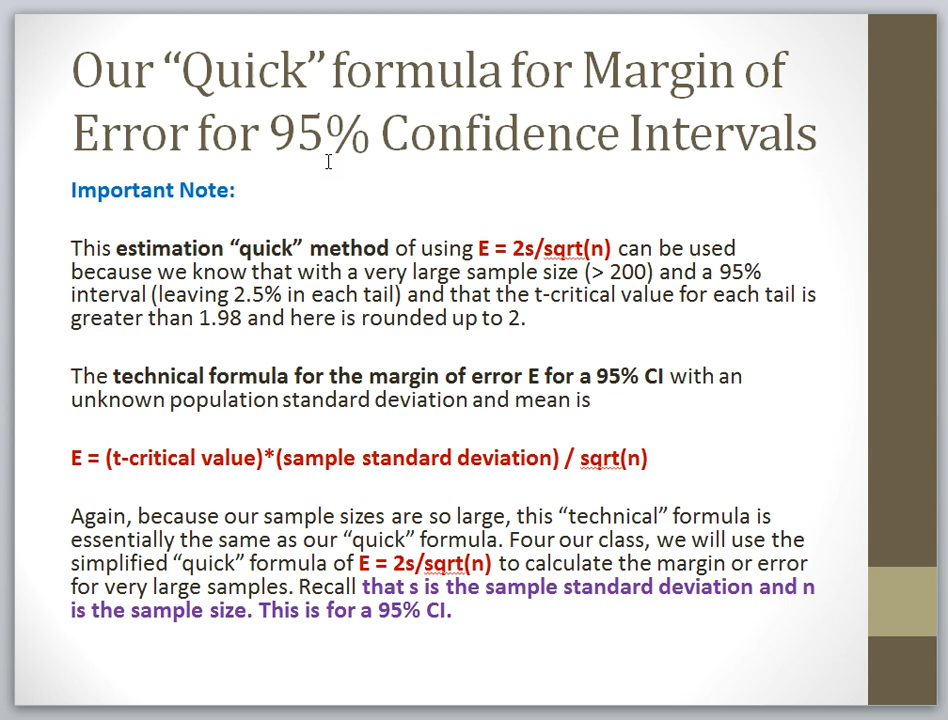 Our “Quick” formula for Margin of
Error for 95% Confidence Intervals
Important Note:
This estimation “quick” method of using E = 2s/sqrt(n) can be used
because we know that with a very large sample size (> 200) and a 95%
interval (leaving 2.5% in each tail) and that the t-critical value for each tail is
greater than 1.98 and here is rounded up to 2.
The technical formula for the margin of error E for a 95% CI with an
unknown population standard deviation and mean is
E = (t-critical value)*(sample standard deviation) / sqrt(n)
Again, because our sample sizes are so large, this “technical” formula is
essentially the same as our “quick” formula. Four our class, we will use the
simplified “quick” formula of E = 2s/sqrt(n) to calculate the margin or error
for very large samples. Recall that s is the sample standard deviation and n
is the sample size. This is for a 95% CI.